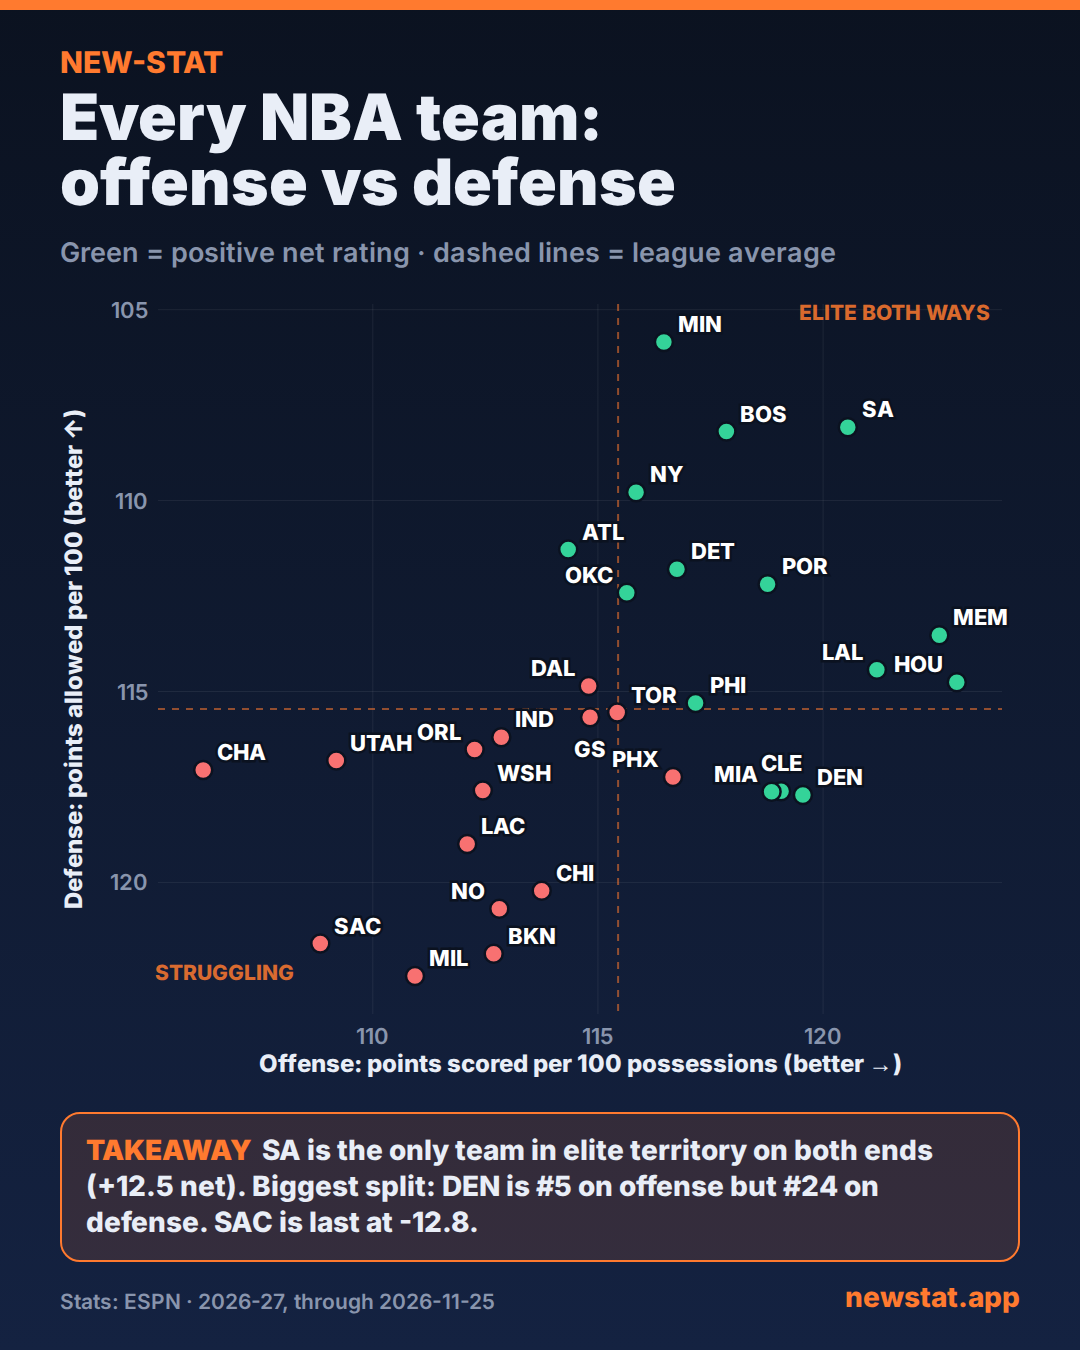 NEW-STAT
Every NBA team:
offense vs defense
Green = positive net rating · dashed lines = league average
105
ELITE BOTH WAYS
MIN
BOS
SA
NY
110
ATL
DET
OKC
POR
MEM
LAL
HOU
DAL
PHI
115
TOR
IND
ORL
UTAH
CHA
GS
PHX
WSH
MIA
CLE
DEN
LAC
CHI
120
NO
SAC
BKN
MIL
STRUGGLING
Defense: points allowed per 100 (better ↑)
110
115
120
Offense: points scored per 100 possessions (better →)
TAKEAWAY SA is the only team in elite territory on both ends
(+12.5 net). Biggest split: DEN is #5 on offense but #24 on
defense. SAC is last at -12.8.
Stats: ESPN · 2026-27, through 2026-11-25
newstat.app